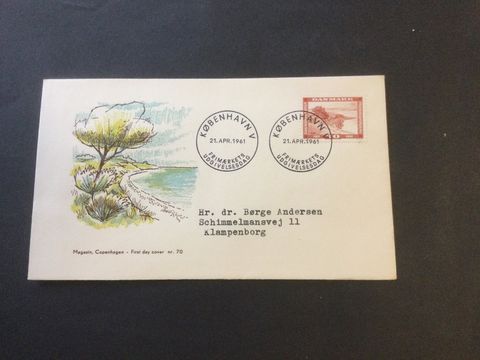 KØBENHAVN V
21. APR. 1961
FRIMÆRKETS
UDGIVELSESDAG
KØBENHAVN V
21. APR. 1961
FRIMÆRKETS
UDGIVELSESDAG
DANMARK
Hr. dr. Børge Andersen
Schimmelmansvej 11
Klampenborg
Magasin, Copenhagen - First day cover nr. 70